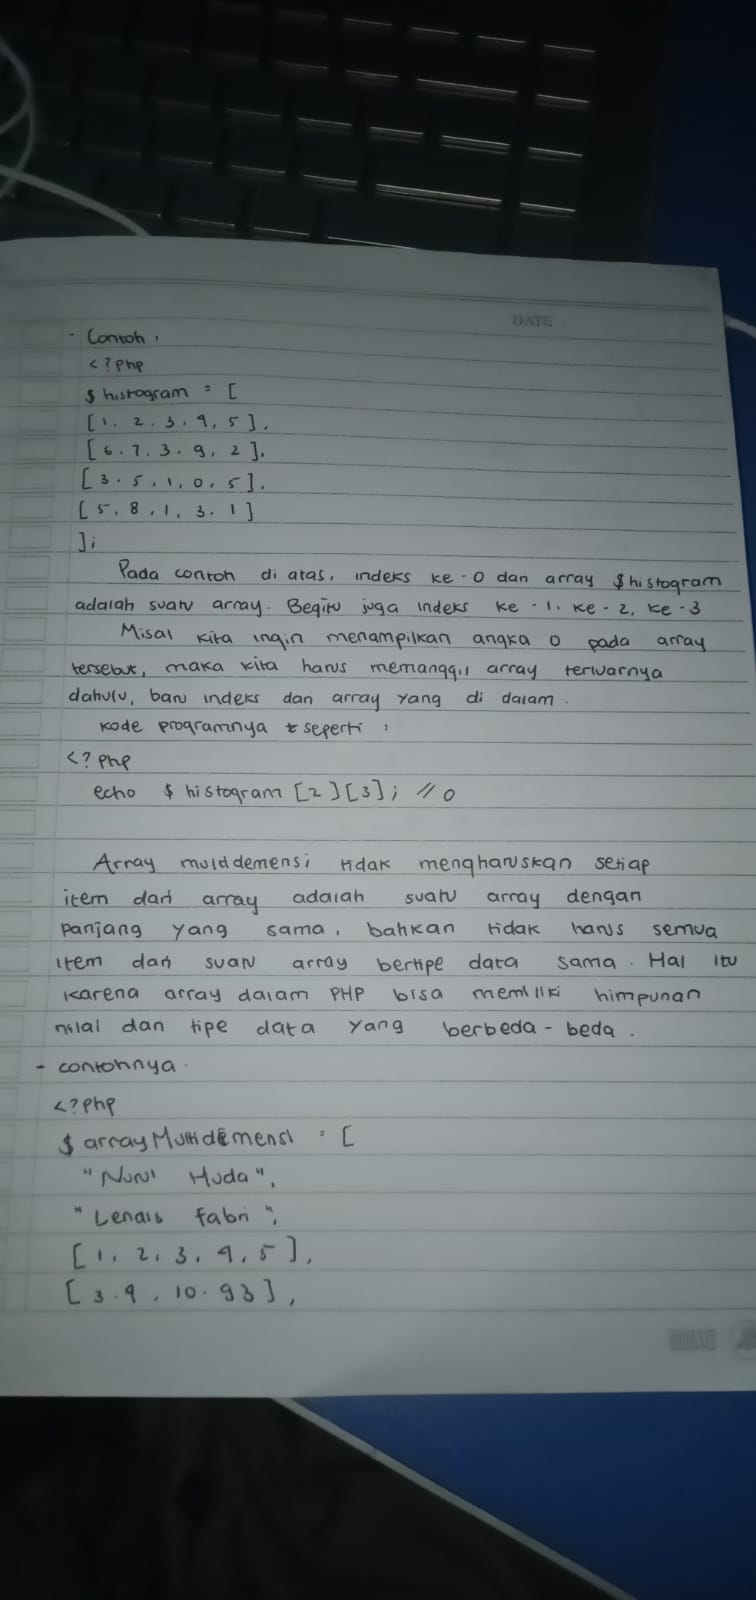 DATE
- Contoh :
<?php
$ histogram = [
[1, 2, 3, 4, 5],
[6, 7, 3, 9, 2],
[3, 5, 1, 0, 5],
[5, 8, 1, 3, 1]
];
Pada contoh di atas, indeks ke-0 dari array $histogram
adalah suatu array. Begitu juga indeks ke-1, ke-2, ke-3
Misal kita ingin menampilkan angka 0 pada array
tersebut, maka kita harus memanggil array terluarnya
dahulu, baru indeks dari array yang di dalam.
Kode programnya seperti :
<?php
echo $histogram [2][3]; // 0
Array multidemensi tidak mengharuskan setiap
item dari array adalah suatu array dengan
panjang yang sama, bahkan tidak harus semua
item dari suatu array bertipe data sama. Hal itu
karena array dalam PHP bisa memiliki himpunan
nilai dan tipe data yang berbeda-beda.
- contohnya.
<?php
$ arrayMultidemensi = [
"Nurul Huda",
"Lenais Fabri",
[1, 2, 3, 4, 5],
[3.4, 10.93],